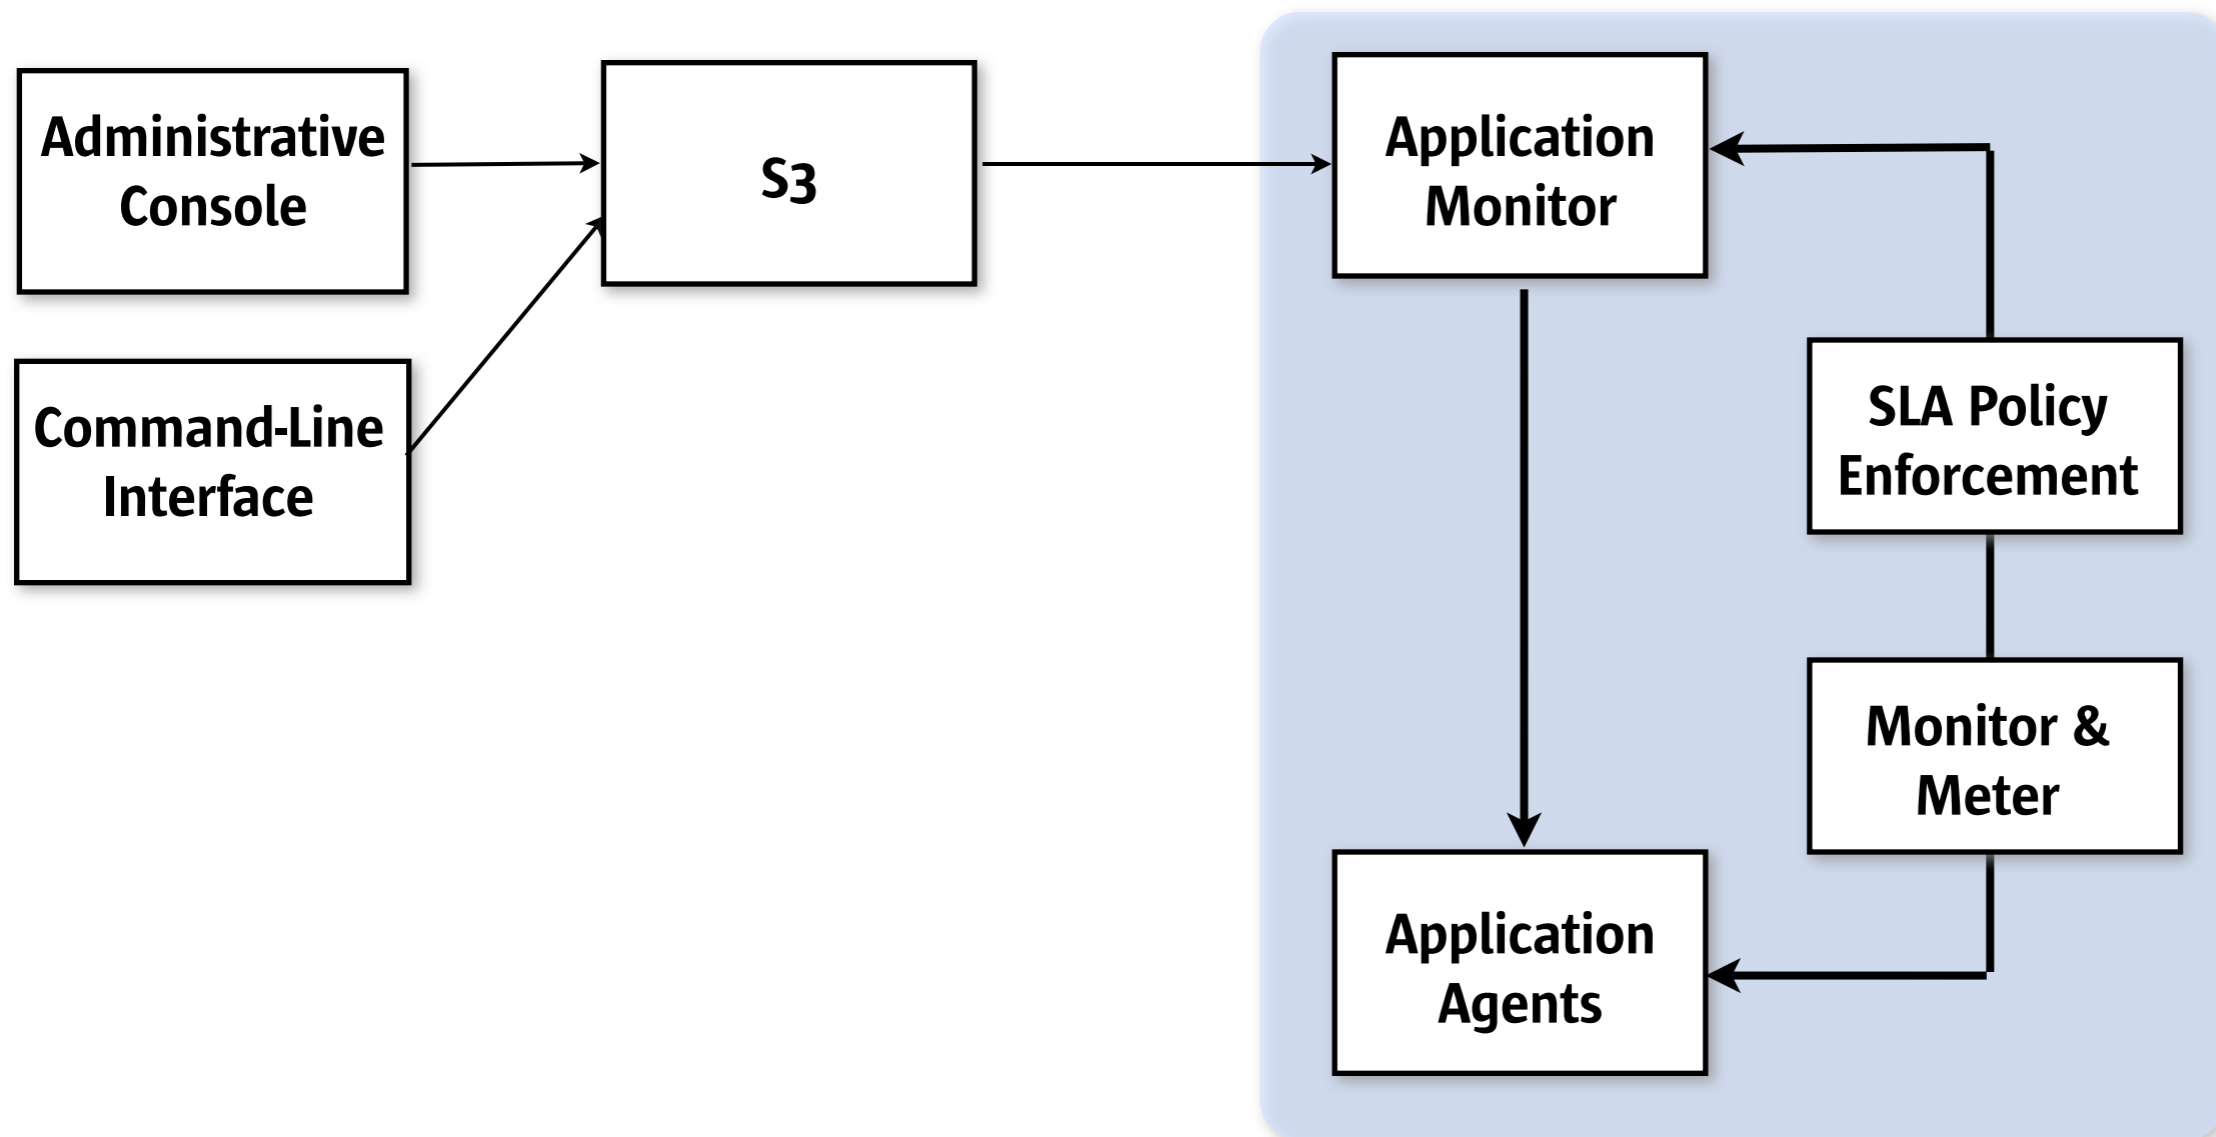 Administrative
Console
S3
Application
Monitor
Command-Line
Interface
SLA Policy
Enforcement
Monitor &
Meter
Application
Agents